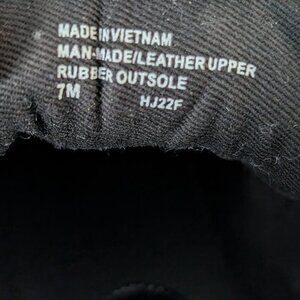 MADE IN VIETNAM
MAN-MADE/LEATHER UPPER
RUBBER OUTSOLE
7M
HJ22F